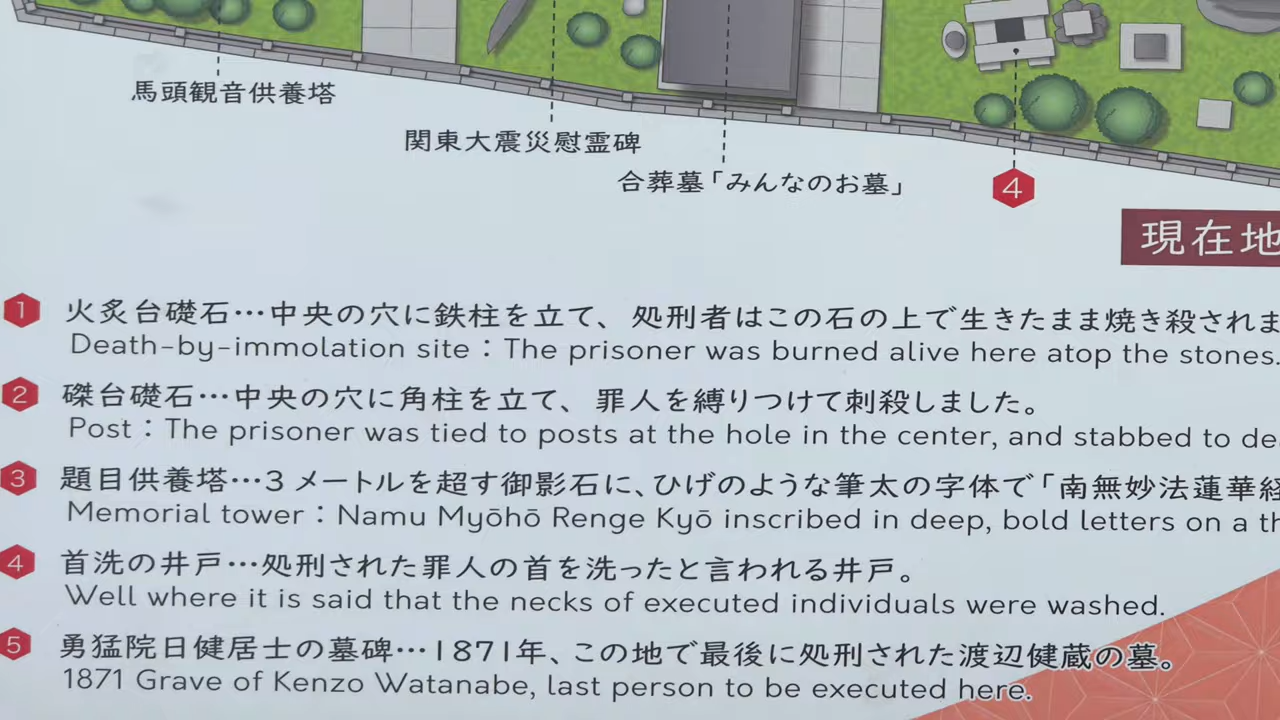 馬頭観音供養塔
関東大震災慰霊碑
合葬墓「みんなのお墓」
4
現在地
1 火炙台礎石…中央の穴に鉄柱を立て、処刑者はこの石の上で生きたまま焼き殺されま
Death-by-immolation site : The prisoner was burned alive here atop the stones.
2 磔台礎石…中央の穴に角柱を立て、罪人を縛りつけて刺殺しました。
Post : The prisoner was tied to posts at the hole in the center, and stabbed to de
3 題目供養塔…3メートルを超す御影石に、ひげのような筆太の字体で「南無妙法蓮華経
Memorial tower : Namu Myōhō Renge Kyō inscribed in deep, bold letters on a th
4 首洗の井戸…処刑された罪人の首を洗ったと言われる井戸。
Well where it is said that the necks of executed individuals were washed.
5 勇猛院日健居士の墓碑…1871年、この地で最後に処刑された渡辺健蔵の墓。
1871 Grave of Kenzo Watanabe, last person to be executed here.